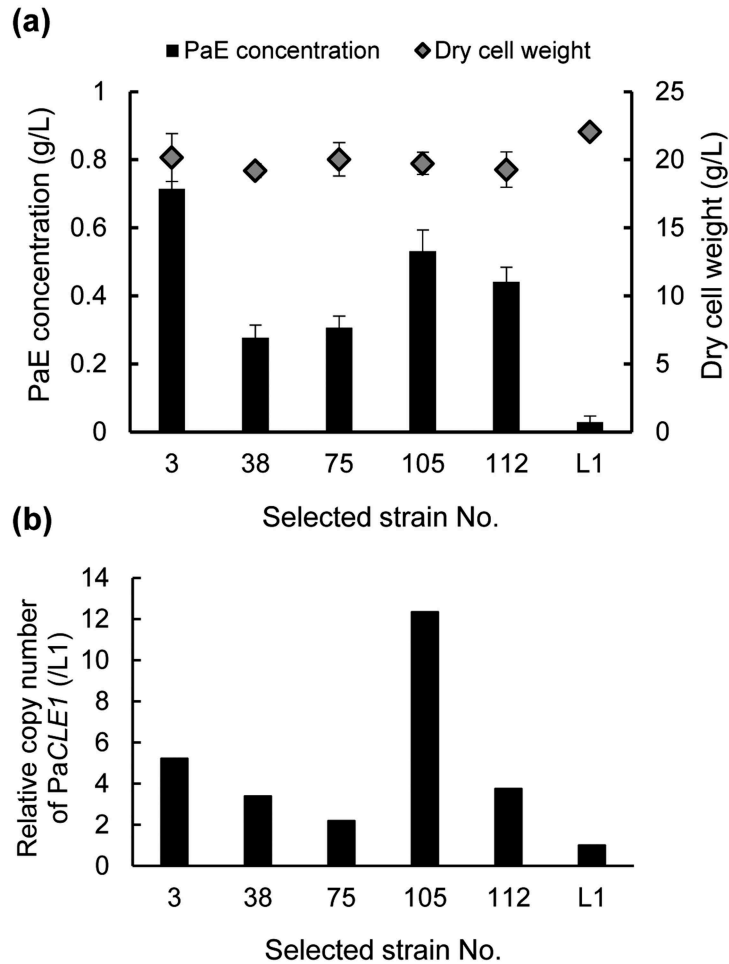 (a)
PaE concentration Dry cell weight
1 25
0.8 20
0.6 15
0.4 10
0.2 5
0 0
PaE concentration (g/L)
Dry cell weight (g/L)
3 38 75 105 112 L1
Selected strain No.
(b)
14
12
10
8
6
4
2
0
Relative copy number
of PaCLE1 (/L1)
3 38 75 105 112 L1
Selected strain No.